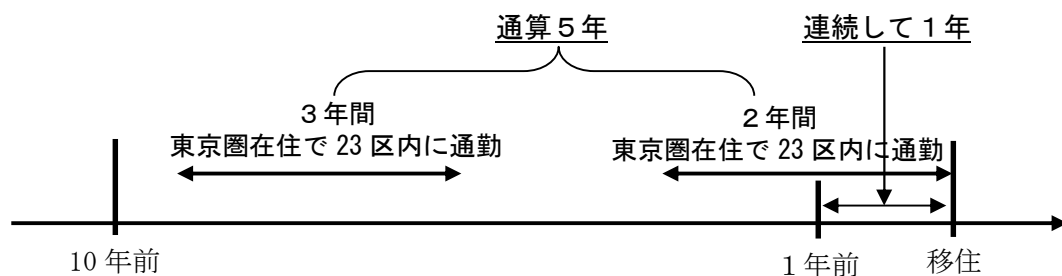 通算５年
連続して１年
３年間
東京圏在住で 23 区内に通勤
２年間
東京圏在住で 23 区内に通勤
10 年前
１年前
移住